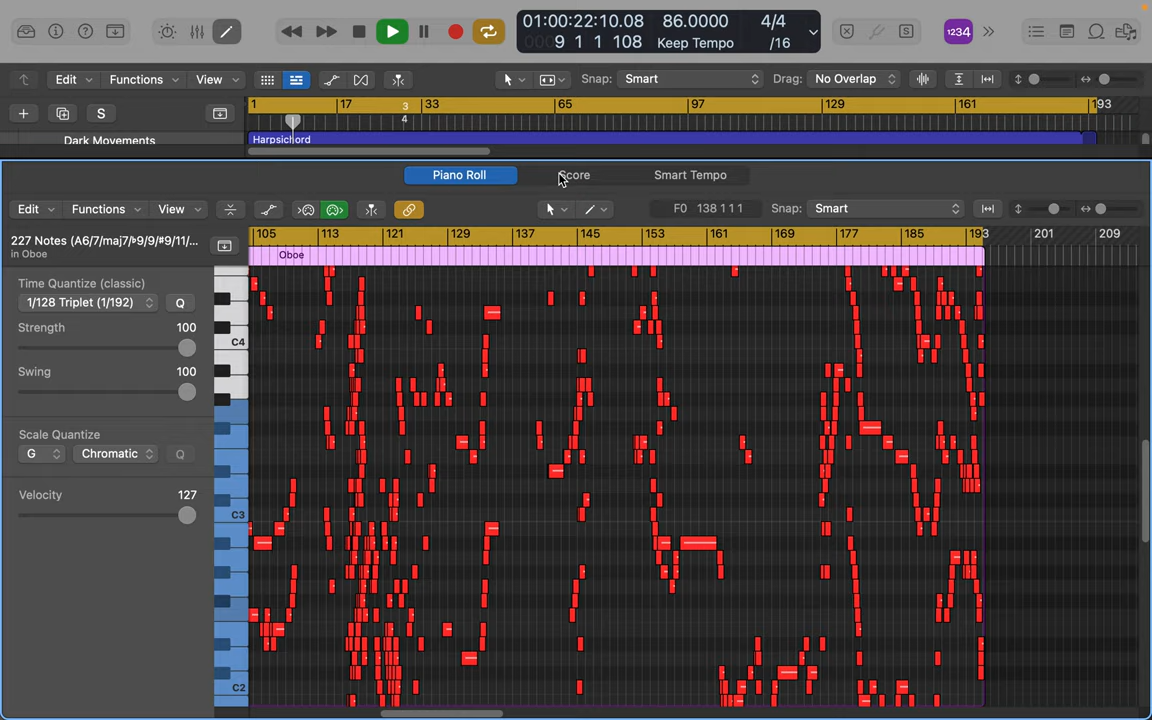 01:00:22:10.08 86.0000 4/4
0009 1 1 108 Keep Tempo /16
1234
Edit Functions View Snap: Smart Drag: No Overlap
S
1 17 3 33 65 97 129 161 193
4
Dark Movements Harpsichord
Piano Roll Score Smart Tempo
Edit Functions View F0 138 1 1 1 Snap: Smart
227 Notes (A6/7/maj7/♭9/9/#9/11/...
in Oboe
105 113 121 129 137 145 153 161 169 177 185 193 201 209
Oboe
Time Quantize (classic)
1/128 Triplet (1/192) Q
Strength 100
C4
Swing 100
Scale Quantize
G Chromatic Q
Velocity 127
C3
C2